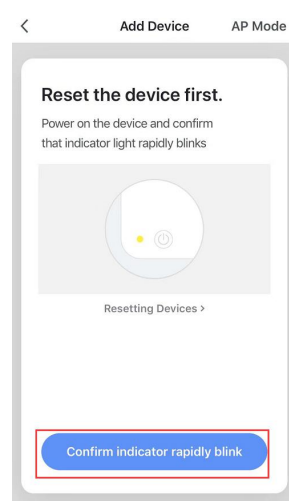 Add Device AP Mode
Reset the device first.
Power on the device and confirm
that indicator light rapidly blinks
Resetting Devices >
Confirm indicator rapidly blink